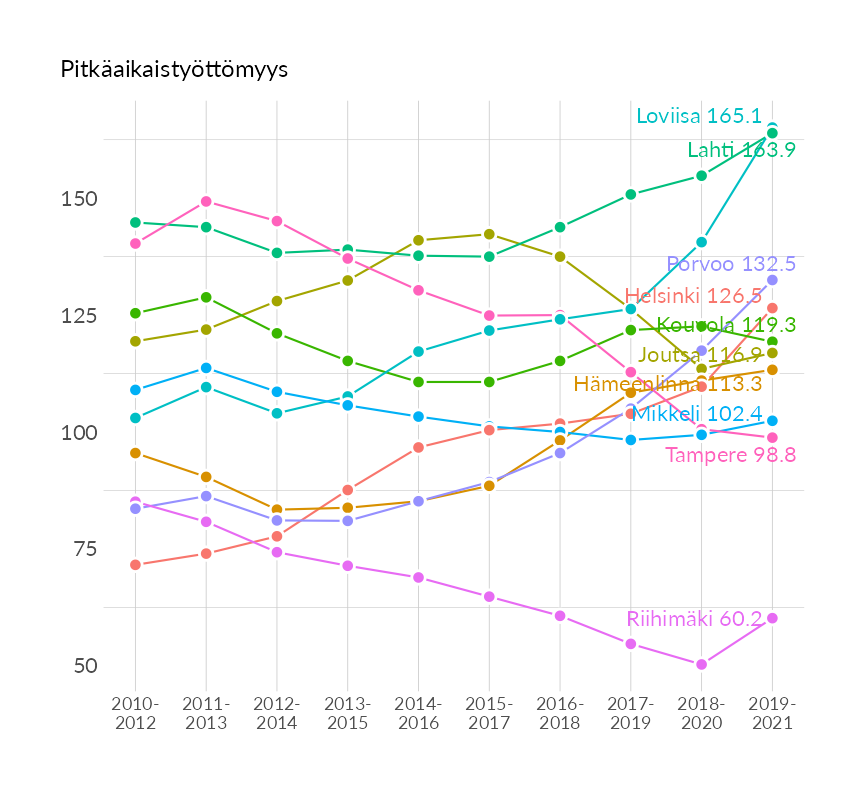 Pitkäaikaistyöttömyys
Loviisa 165.1
Lahti 163.9
150
Porvoo 132.5
Helsinki 126.5
125
Kouvola 119.3
Joutsa 116.9
Hämeenlinna 113.3
Mikkeli 102.4
100
Tampere 98.8
75
Riihimäki 60.2
50
2010- 2011- 2012- 2013- 2014- 2015- 2016- 2017- 2018- 2019-
2012 2013 2014 2015 2016 2017 2018 2019 2020 2021